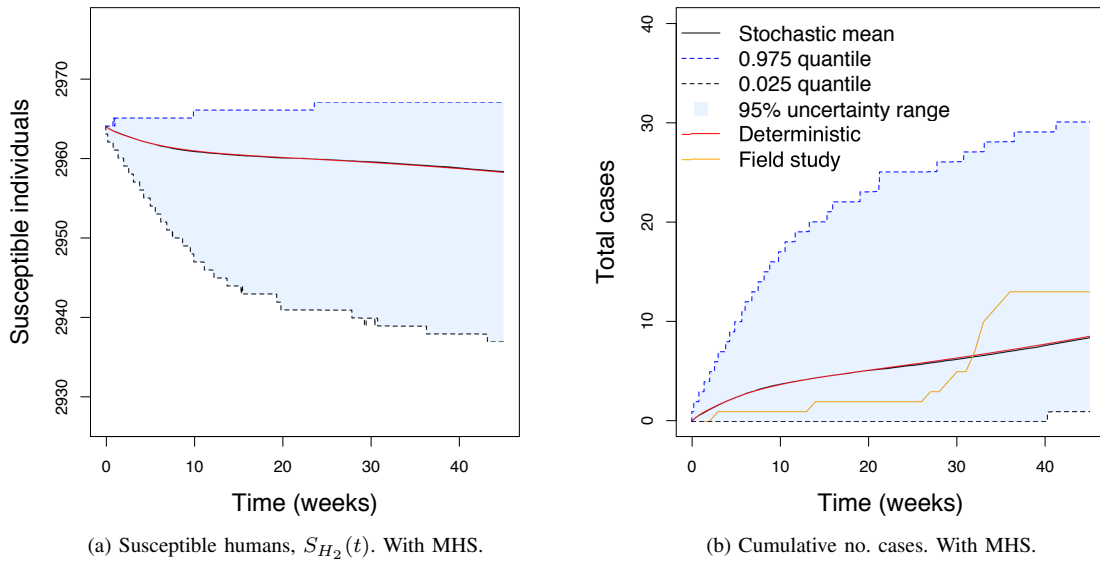 2970
2960
2950
2940
2930
Susceptible individuals
0 10 20 30 40
Time (weeks)
(a) Susceptible humans, $S_{H_2}(t)$. With MHS.
40
30
20
10
0
Total cases
Stochastic mean
0.975 quantile
0.025 quantile
95% uncertainty range
Deterministic
Field study
0 10 20 30 40
Time (weeks)
(b) Cumulative no. cases. With MHS.